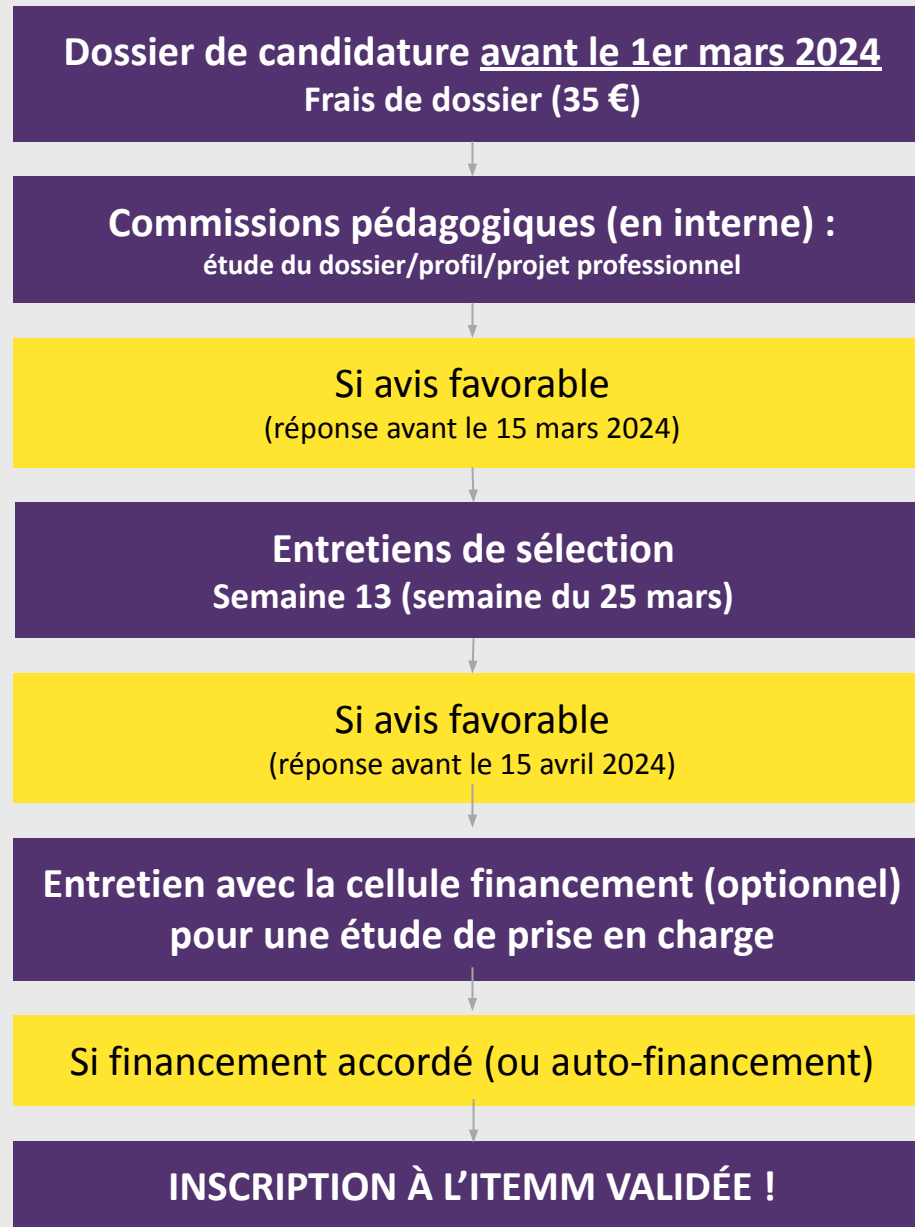 Dossier de candidature avant le 1er mars 2024
Frais de dossier (35 €)
Commissions pédagogiques (en interne) :
étude du dossier/profil/projet professionnel
Si avis favorable
(réponse avant le 15 mars 2024)
Entretiens de sélection
Semaine 13 (semaine du 25 mars)
Si avis favorable
(réponse avant le 15 avril 2024)
Entretien avec la cellule financement (optionnel)
pour une étude de prise en charge
Si financement accordé (ou auto-financement)
INSCRIPTION À L’ITEMM VALIDÉE !